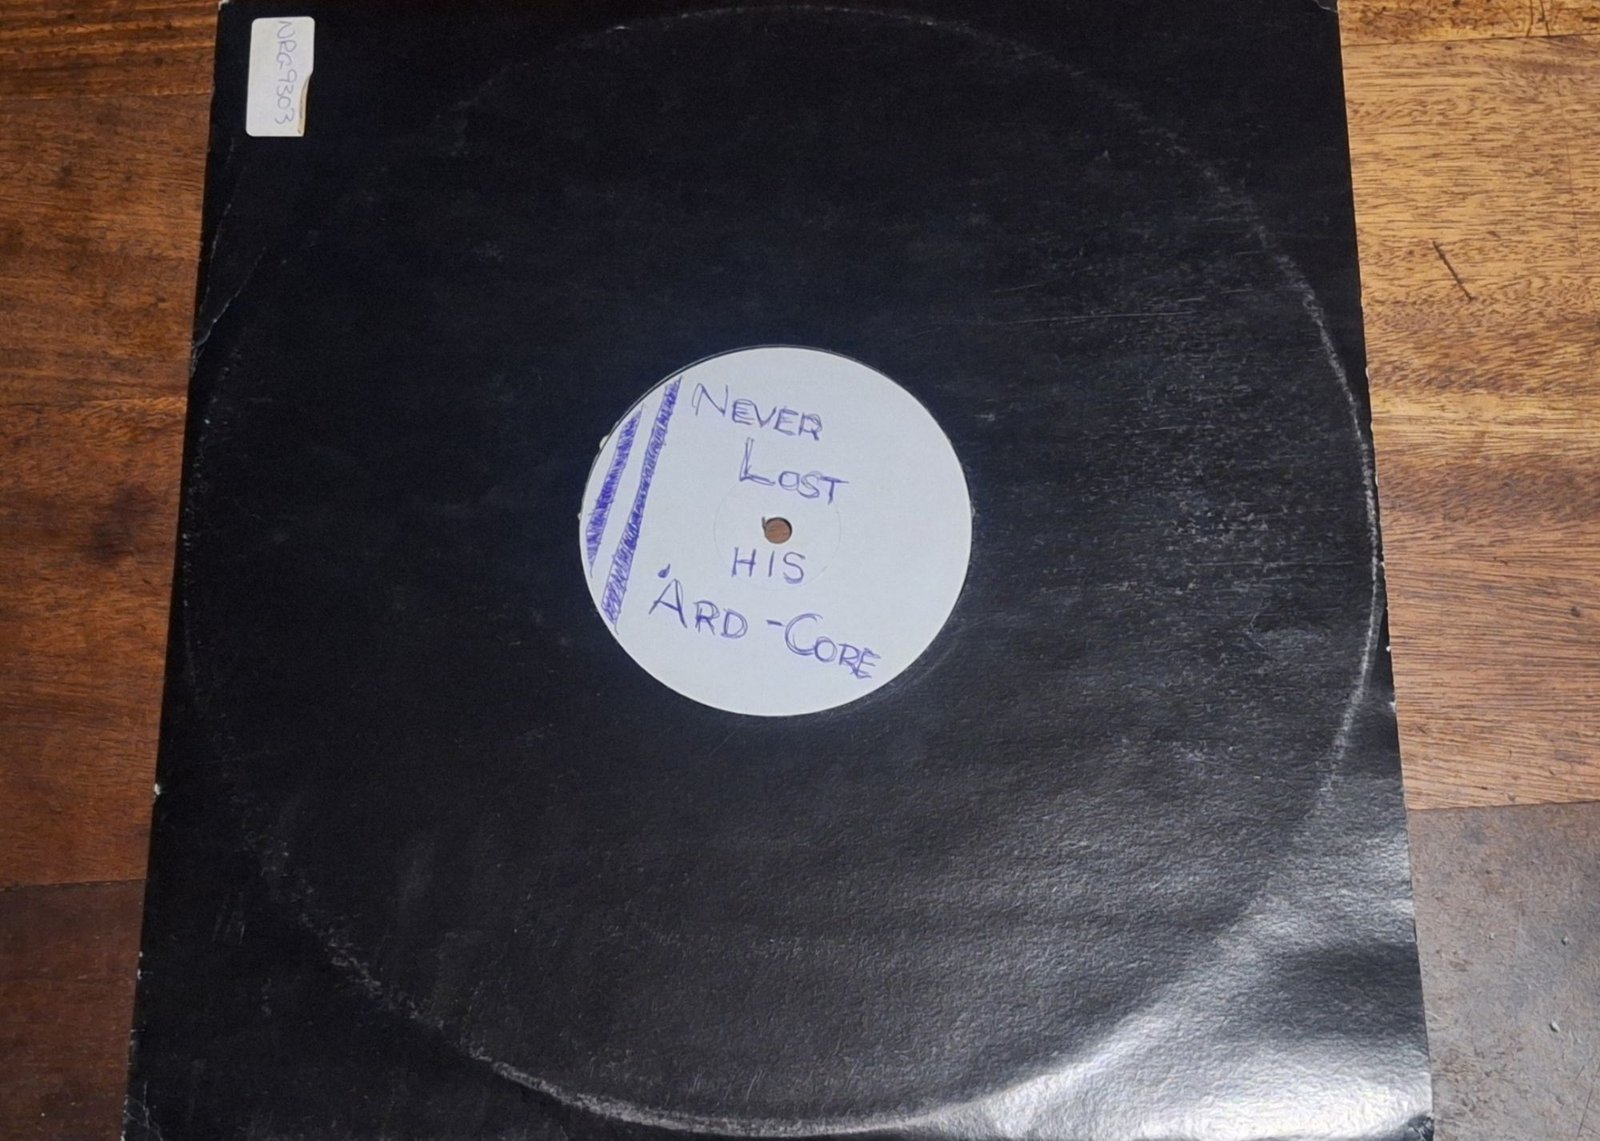 NRG9303
NEVER
LOST
HIS
'ARD-CORE